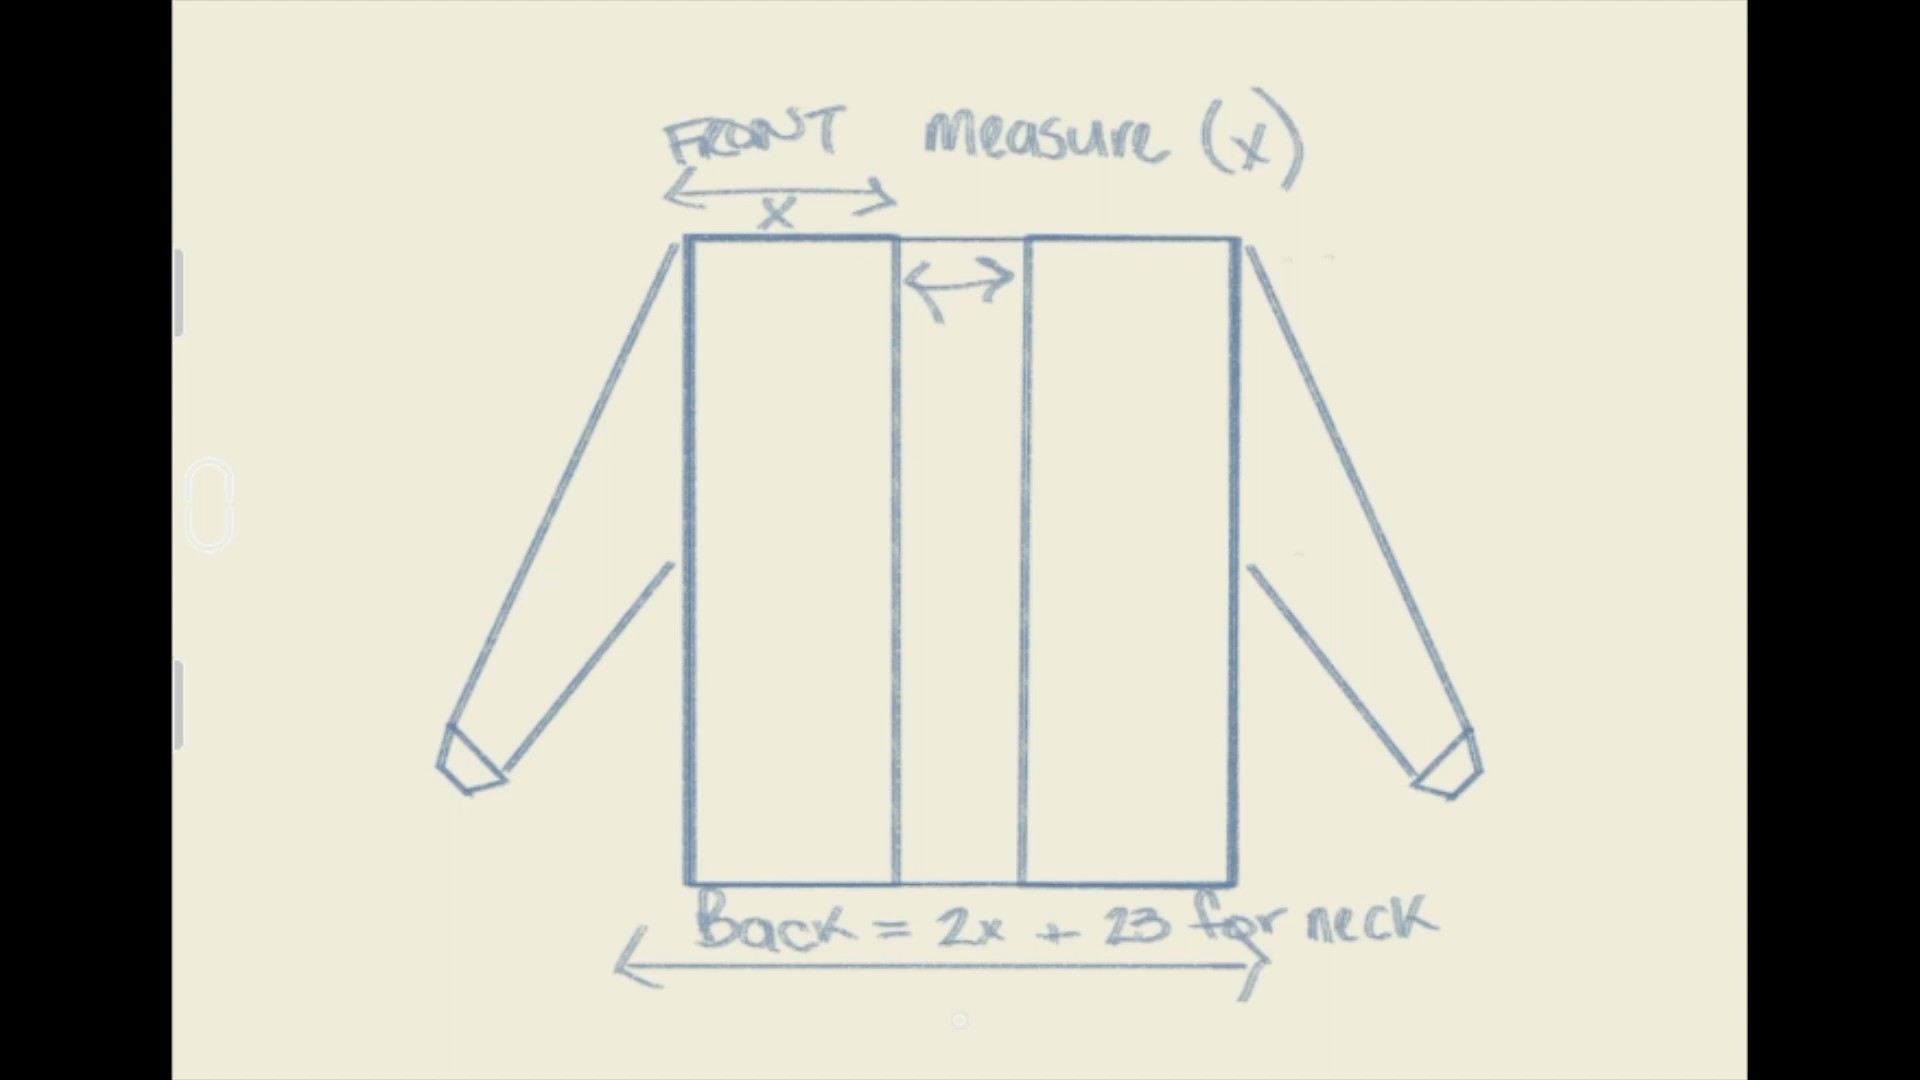 FRONT measure (x)
x
Back = 2x + 23 for neck